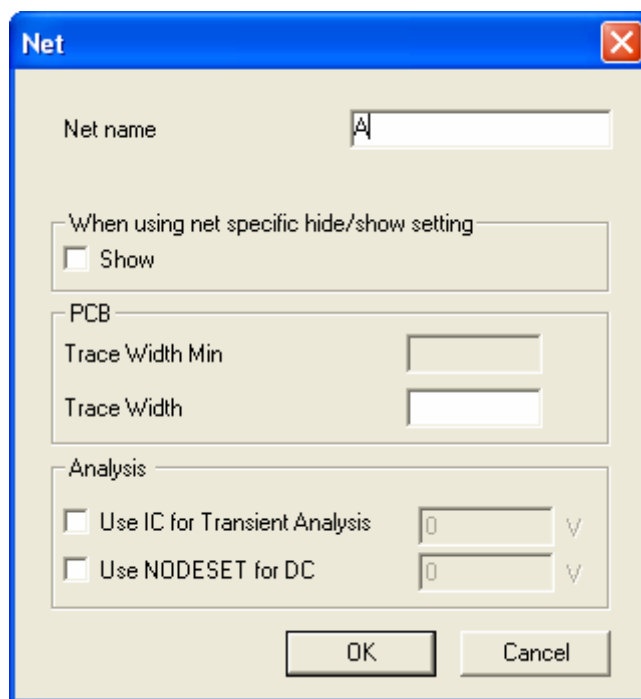 Net
Net name A
When using net specific hide/show setting
Show
PCB
Trace Width Min
Trace Width
Analysis
Use IC for Transient Analysis 0 V
Use NODESET for DC 0 V
OK Cancel